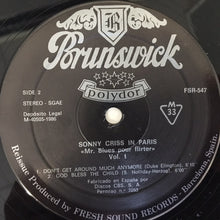 B
Brunswick
polydor
SIDE 2
FSR-547
STEREO - SGAE
Depósito Legal
M-40505-1986
M 33
SONNY CRISS IN PARIS
«Mr. Blues pour flirter»
Vol. 1
1. DON'T GET AROUND MUCH ANYMORE (Duke Ellington), 6'10
2. GOD BLESS THE CHILD (B. Holliday-Herzog),
Fabricado en España por
Discos CBS, S. A.
Reissue Produced by FRESH SOUND RECORDS